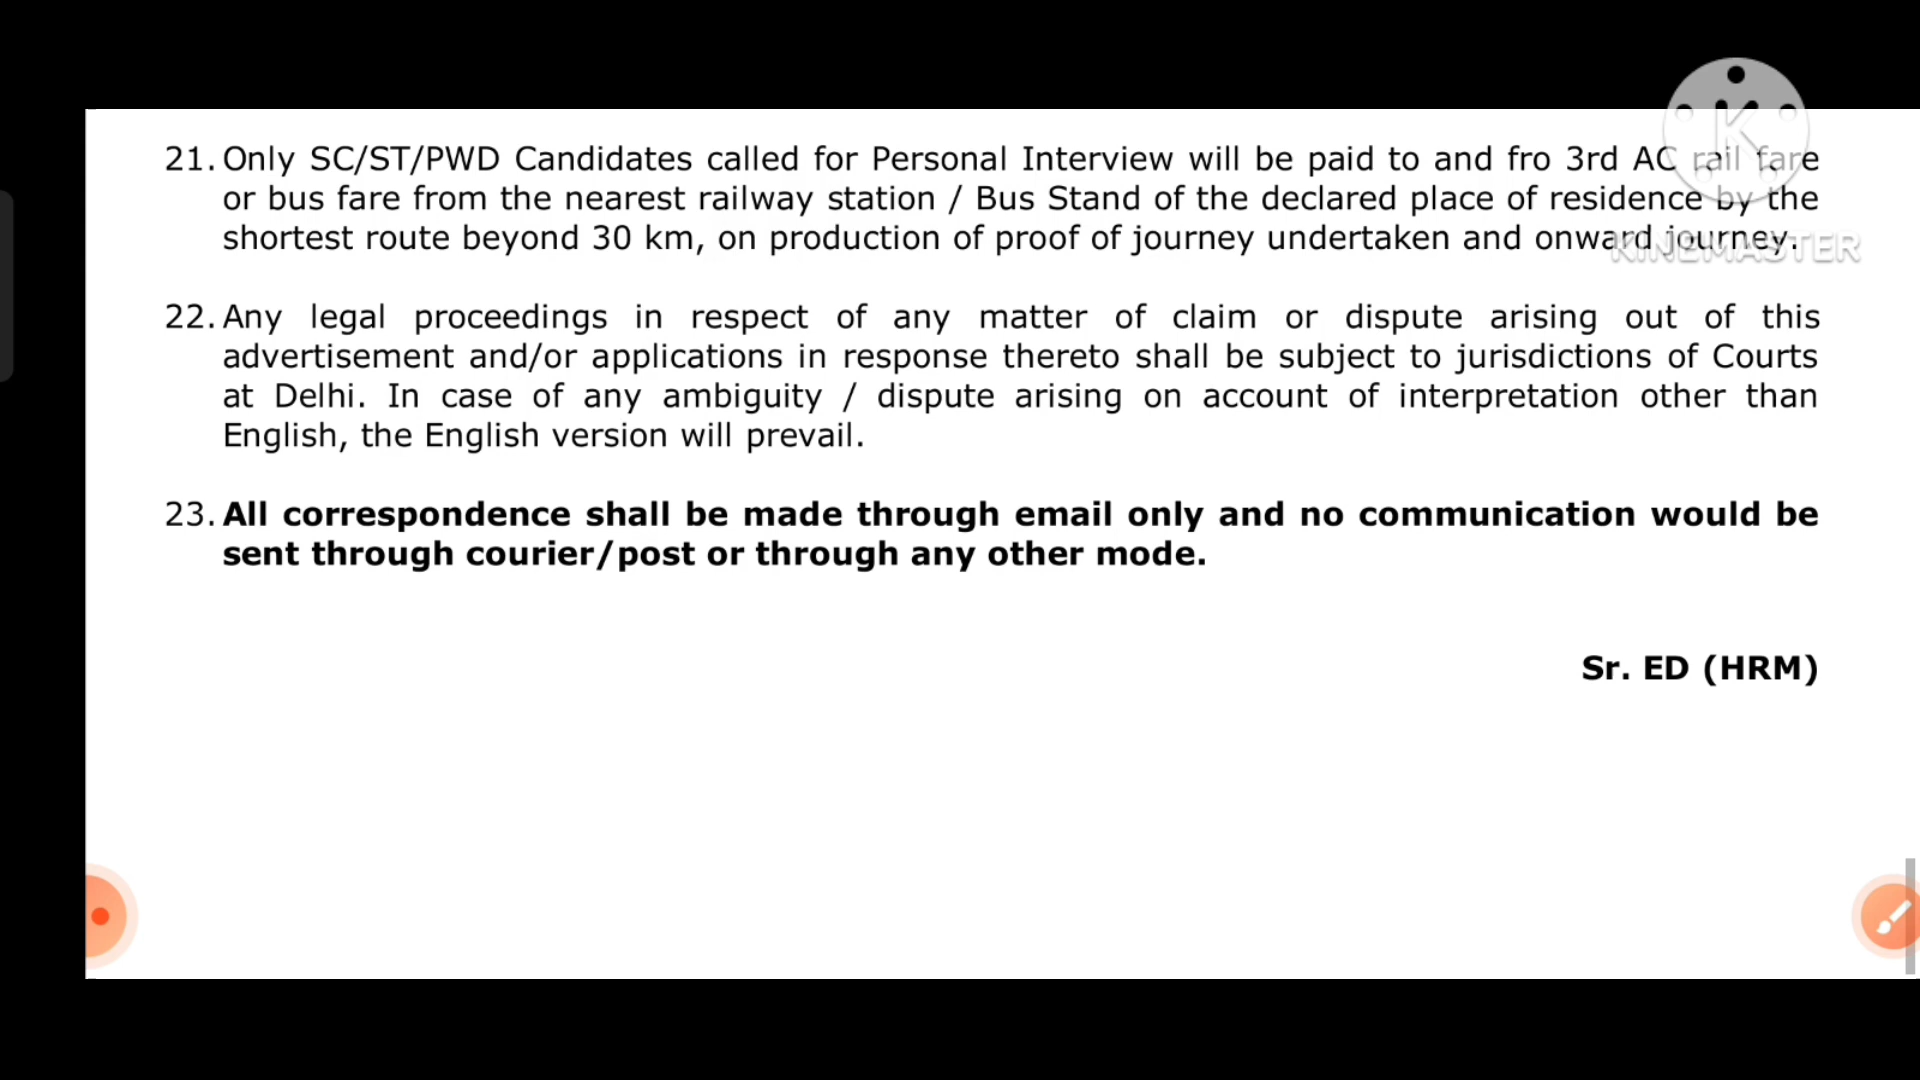 21. Only SC/ST/PWD Candidates called for Personal Interview will be paid to and fro 3rd AC rail fare
or bus fare from the nearest railway station / Bus Stand of the declared place of residence by the
shortest route beyond 30 km, on production of proof of journey undertaken and onward journey.
22. Any legal proceedings in respect of any matter of claim or dispute arising out of this
advertisement and/or applications in response thereto shall be subject to jurisdictions of Courts
at Delhi. In case of any ambiguity / dispute arising on account of interpretation other than
English, the English version will prevail.
23. All correspondence shall be made through email only and no communication would be
sent through courier/post or through any other mode.
Sr. ED (HRM)
K
KINEMASTER